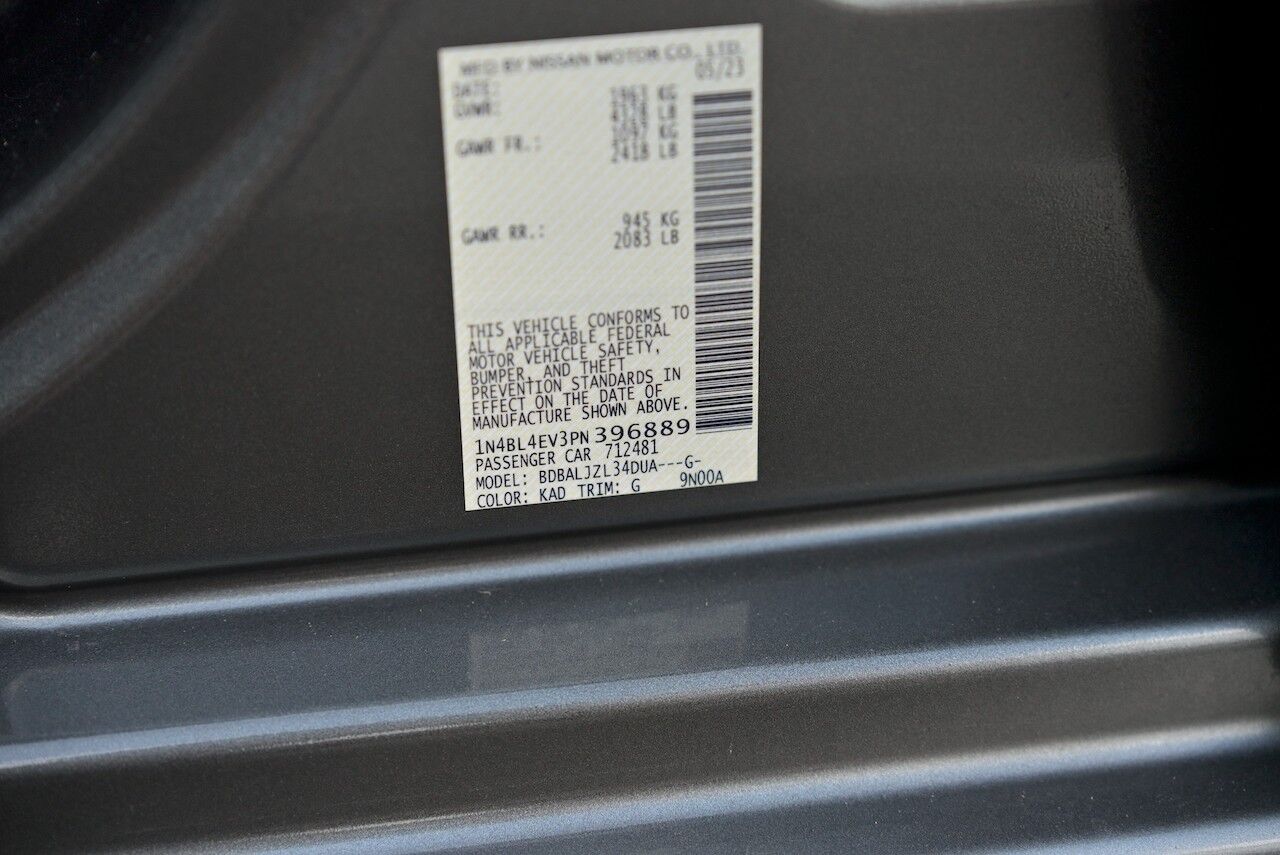 MFD BY NISSAN MOTOR CO., LTD.
DATE: 05/23
GVWR: 1963 KG
4328 LB
GAWR FR.: 1097 KG
2418 LB
GAWR RR.: 945 KG
2083 LB
THIS VEHICLE CONFORMS TO
ALL APPLICABLE FEDERAL
MOTOR VEHICLE SAFETY,
BUMPER, AND THEFT
PREVENTION STANDARDS IN
EFFECT ON THE DATE OF
MANUFACTURE SHOWN ABOVE.
1N4BL4EV3PN396889
PASSENGER CAR 712481
MODEL: BDBALJZL34DUA---G-
COLOR: KAD TRIM: G 9N00A